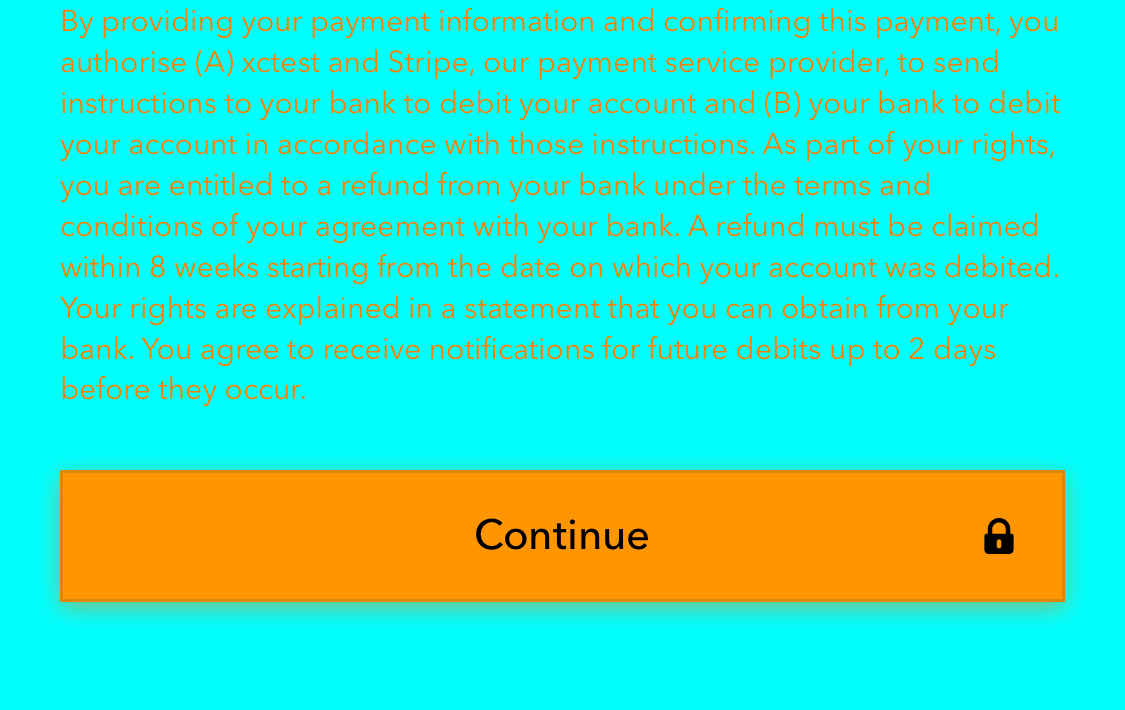 By providing your payment information and confirming this payment, you
authorise (A) xctest and Stripe, our payment service provider, to send
instructions to your bank to debit your account and (B) your bank to debit
your account in accordance with those instructions. As part of your rights,
you are entitled to a refund from your bank under the terms and
conditions of your agreement with your bank. A refund must be claimed
within 8 weeks starting from the date on which your account was debited.
Your rights are explained in a statement that you can obtain from your
bank. You agree to receive notifications for future debits up to 2 days
before they occur.
Continue